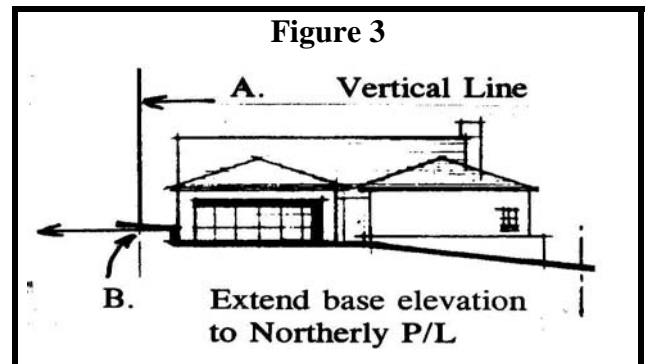 Figure 3
A. Vertical Line
B. Extend base elevation
to Northerly P/L